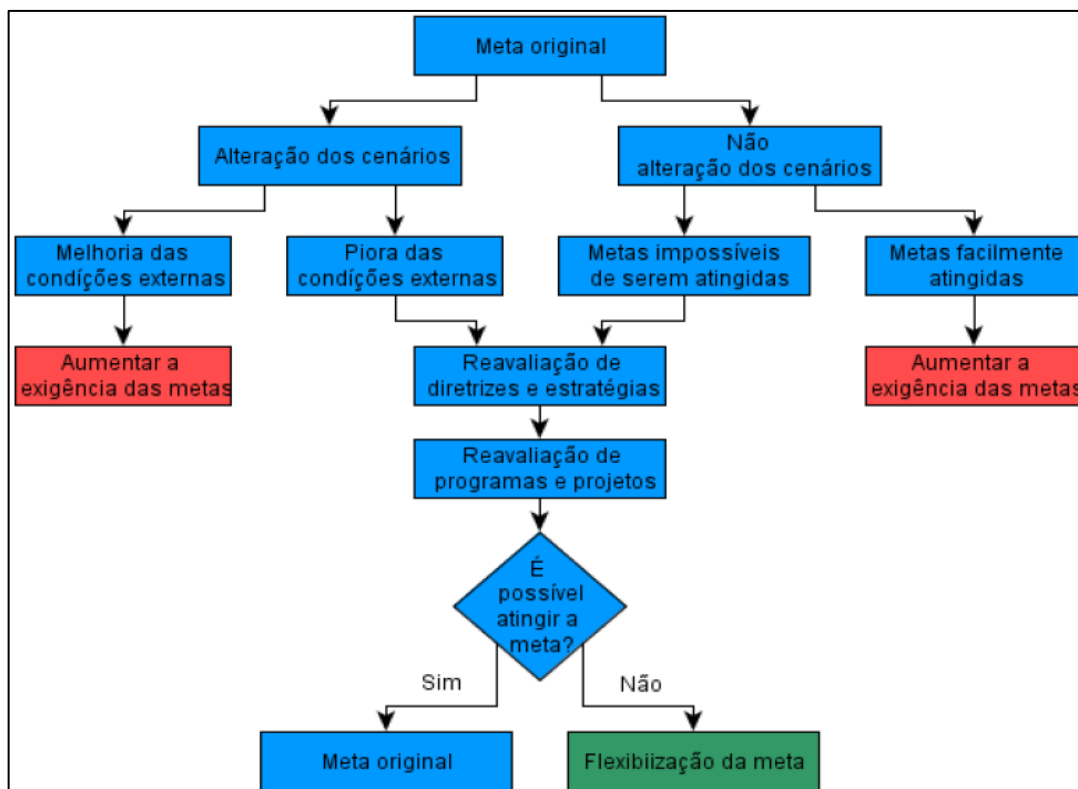 Meta original
Alteração dos cenários
Não
alteração dos cenários
Melhoria das
condíções externas
Piora das
condíções externas
Metas impossíveis
de serem atingidas
Metas facilmente
atingidas
Aumentar a
exigência das metas
Reavaliação de
diretrizes e estratégias
Aumentar a
exigência das metas
Reavaliação de
programas e projetos
É
possível
atingir a
meta?
Sim
Não
Meta original
Flexibiização da meta